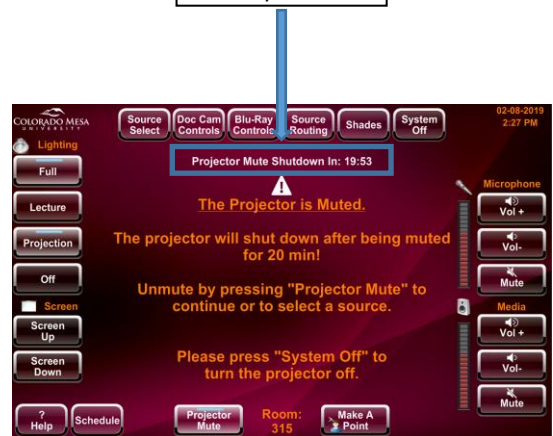 COLORADO MESA
UNIVERSITY
Source
Select
Doc Cam
Controls
Blu-Ray
Controls
Source
Routing
Shades
System
Off
02-08-2019
2:27 PM
Lighting
Full
Lecture
Projection
Off
Screen
Screen
Up
Screen
Down
Projector Mute Shutdown In: 19:53
The Projector is Muted.
The projector will shut down after being muted
for 20 min!
Unmute by pressing "Projector Mute" to
continue or to select a source.
Please press "System Off" to
turn the projector off.
Microphone
Vol +
Vol-
Mute
Media
Vol +
Vol-
Mute
?
Help
Schedule
Projector
Mute
Room:
315
Make A
Point